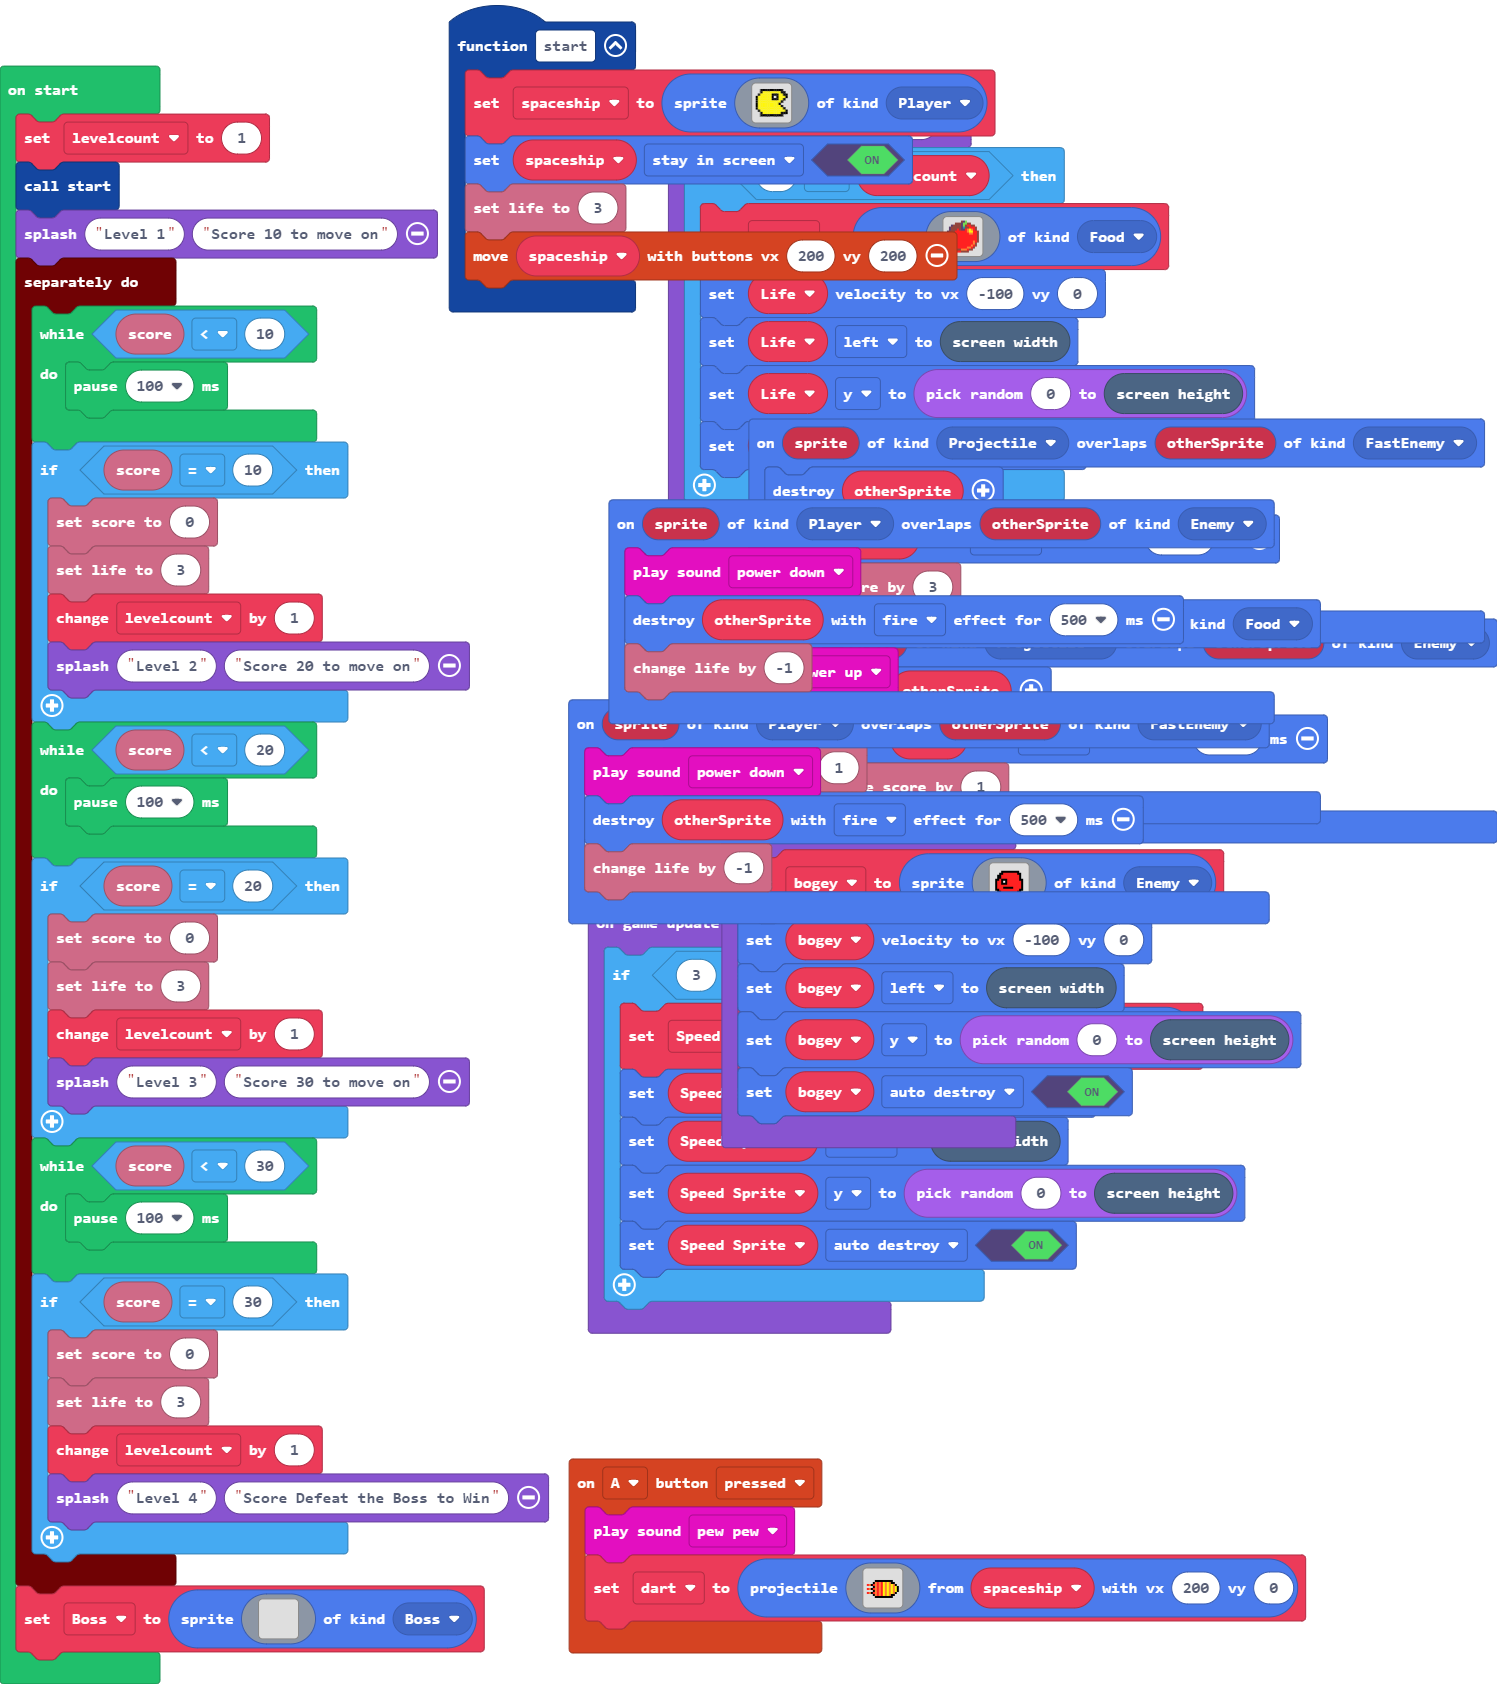 on start
set levelcount to 1
call start
splash "Level 1" "Score 10 to move on"
separately do
while score < 10
do
pause 100 ms
if score = 10 then
set score to 0
set life to 3
change levelcount by 1
splash "Level 2" "Score 20 to move on"
while score < 20
do
pause 100 ms
if score = 20 then
set score to 0
set life to 3
change levelcount by 1
splash "Level 3" "Score 30 to move on"
while score < 30
do
pause 100 ms
if score = 30 then
set score to 0
set life to 3
change levelcount by 1
splash "Level 4" "Score Defeat the Boss to Win"
set Boss to sprite of kind Boss
function start
set spaceship to sprite of kind Player
set spaceship stay in screen ON
set life to 3
move spaceship with buttons vx 200 vy 200
count then
of kind Food
set Life velocity to vx -100 vy 0
set Life left to screen width
set Life y to pick random 0 to screen height
set
on sprite of kind Projectile overlaps otherSprite of kind FastEnemy
destroy otherSprite
on sprite of kind Player overlaps otherSprite of kind Enemy
play sound power down
re by 3
destroy otherSprite with fire effect for 500 ms
kind Food
of kind Enemy
change life by -1
wer up
otherSprite
on sprite of kind Player overlaps otherSprite of kind FastEnemy
ms
play sound power down
1
e score by 1
destroy otherSprite with fire effect for 500 ms
change life by -1
bogey to sprite of kind Enemy
on game update
set bogey velocity to vx -100 vy 0
if 3
set bogey left to screen width
set Speed
set bogey y to pick random 0 to screen height
set Speed
set bogey auto destroy ON
set Speed
idth
set Speed Sprite y to pick random 0 to screen height
set Speed Sprite auto destroy ON
on A button pressed
play sound pew pew
set dart to projectile from spaceship with vx 200 vy 0